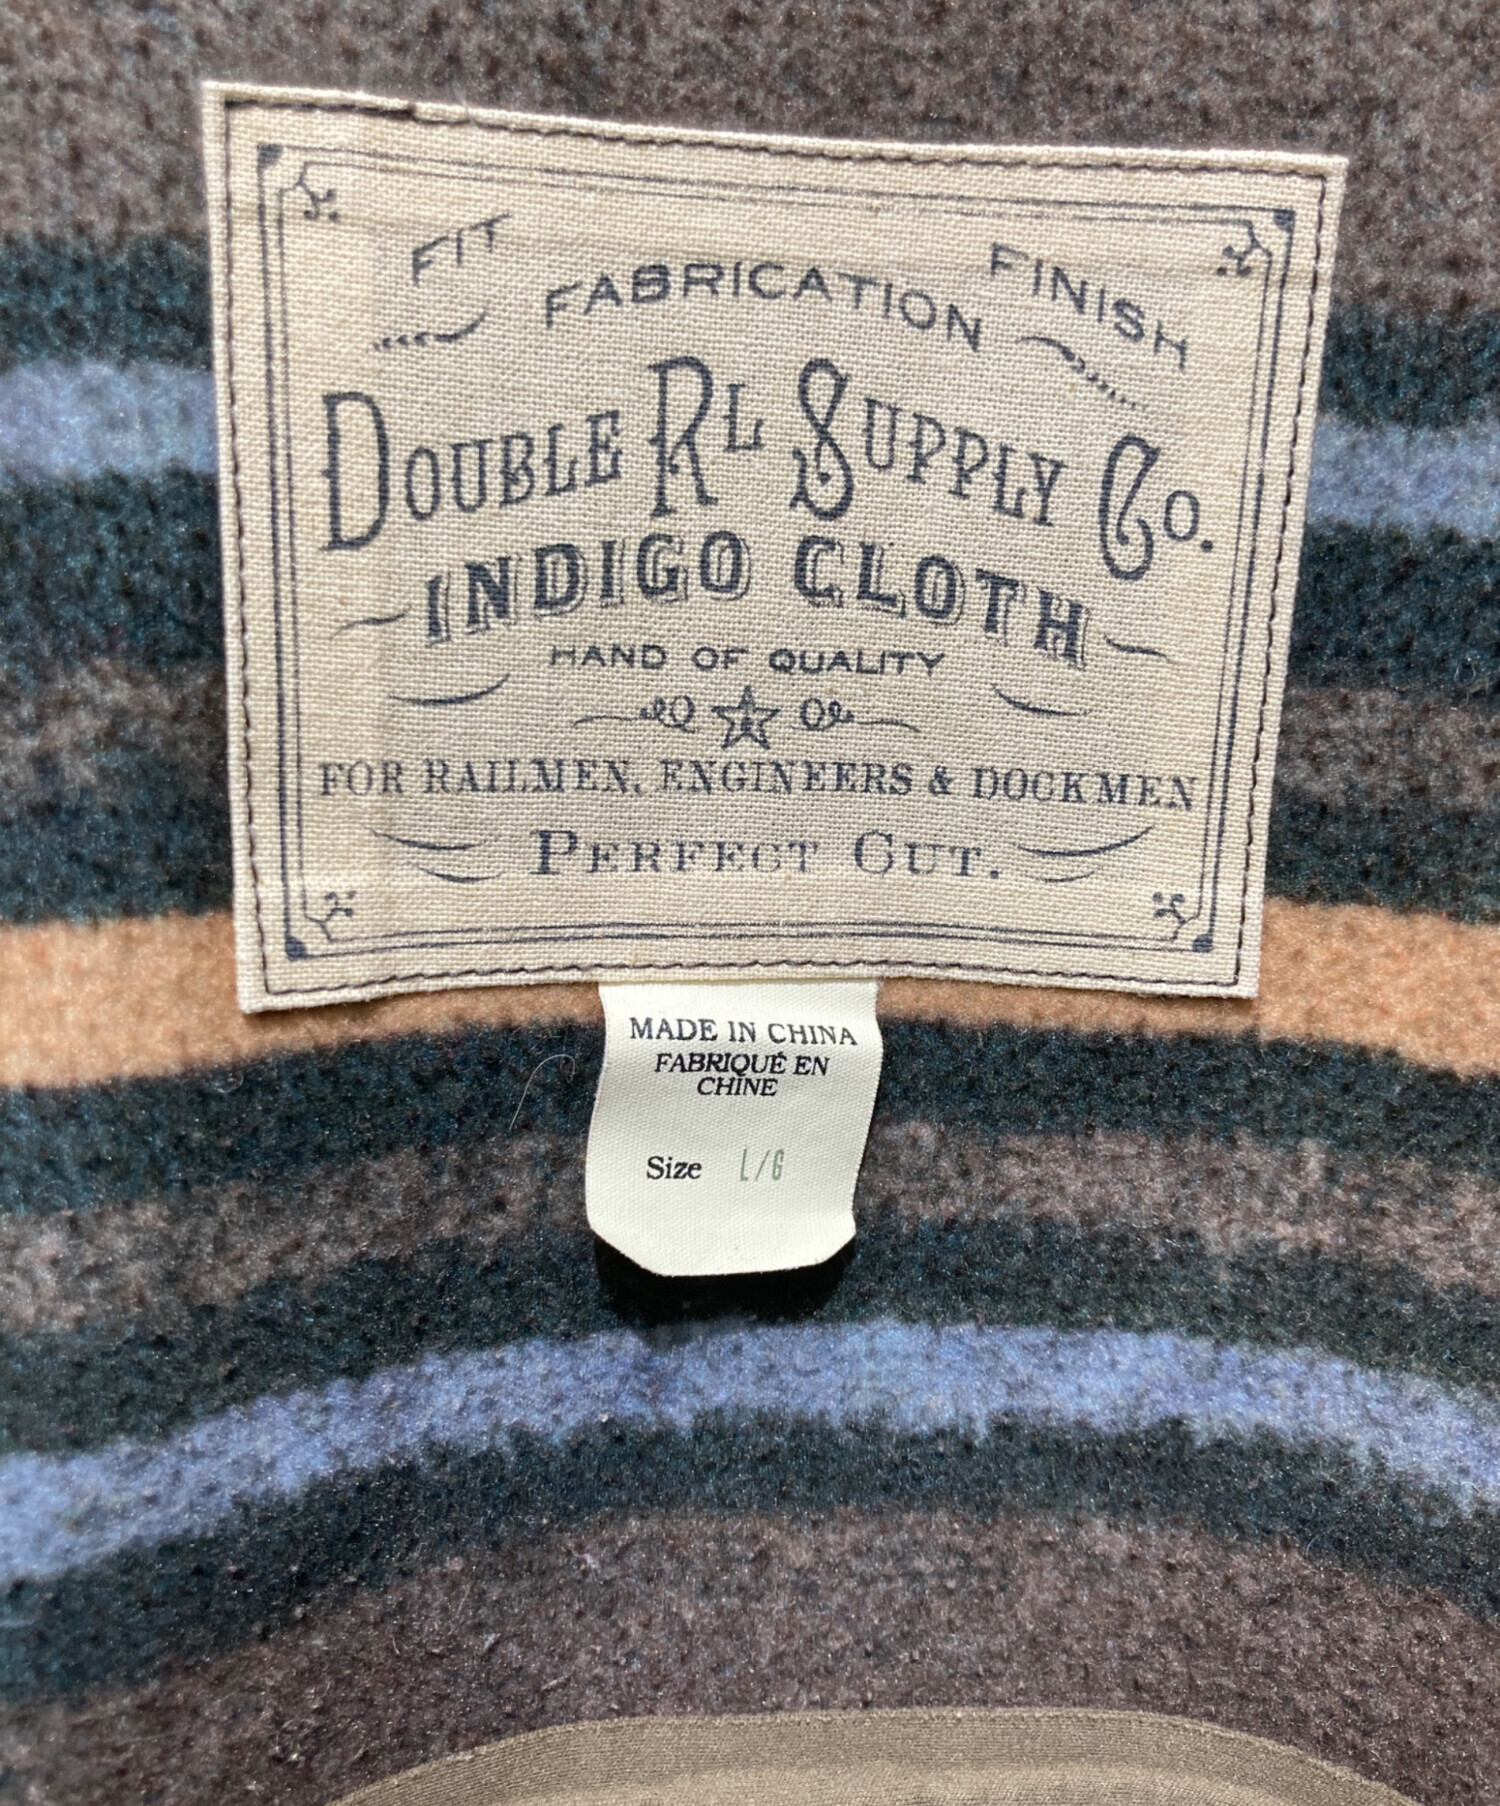 FIT FABRICATION FINISH
DOUBLE RL SUPPLY CO.
INDIGO CLOTH
HAND OF QUALITY
FOR RAILMEN, ENGINEERS & DOCKMEN
PERFECT CUT.
MADE IN CHINA
FABRIQUÉ EN
CHINE
Size L/G